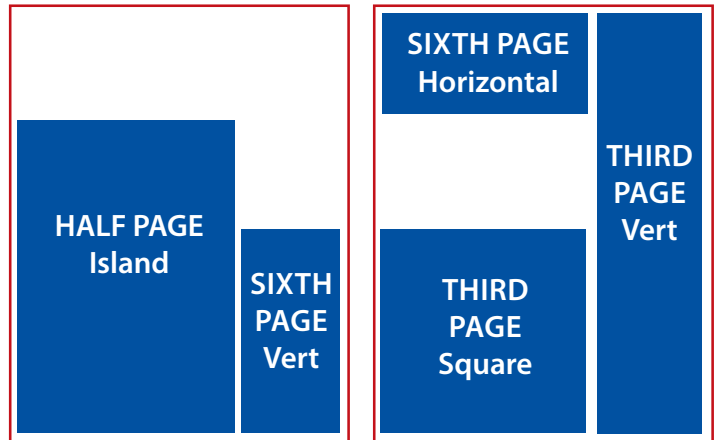 HALF PAGE
Island
SIXTH
PAGE
Vert
SIXTH PAGE
Horizontal
THIRD
PAGE
Square
THIRD
PAGE
Vert